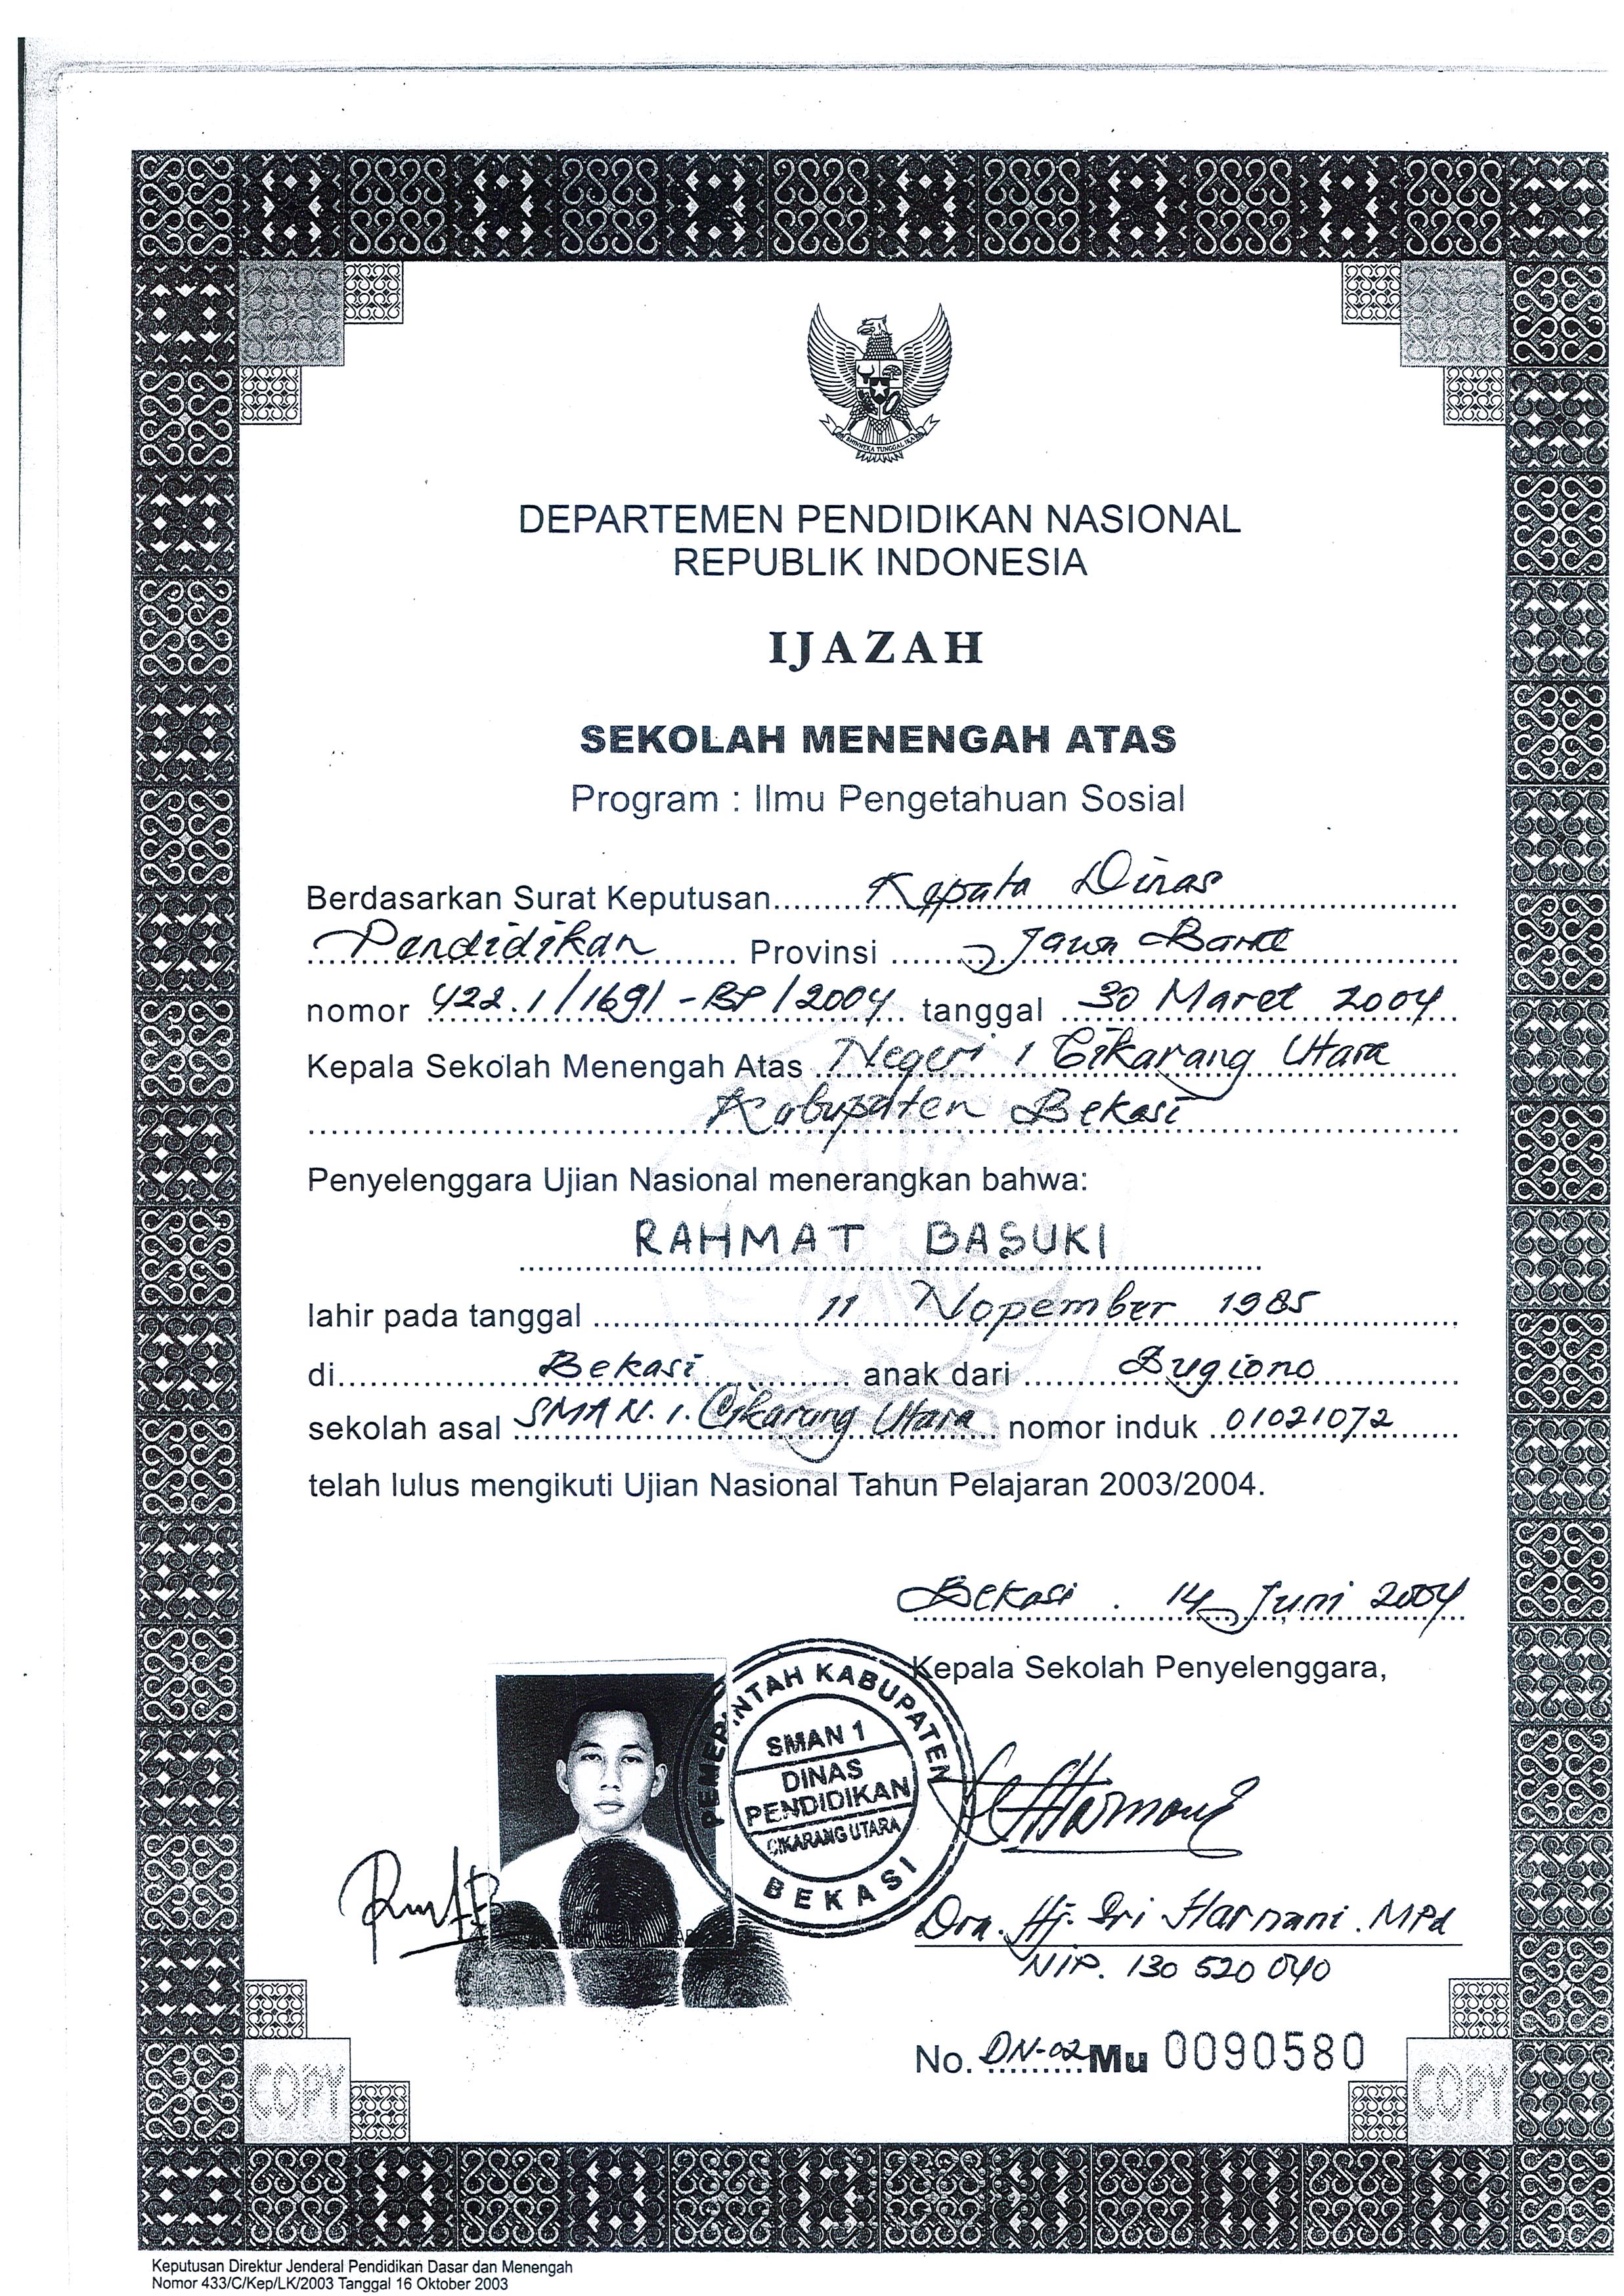 BHINNEKA TUNGGAL IKA
DEPARTEMEN PENDIDIKAN NASIONAL
REPUBLIK INDONESIA
IJAZAH
SEKOLAH MENENGAH ATAS
Program : Ilmu Pengetahuan Sosial
Berdasarkan Surat Keputusan Kepala Dinas
Pendidikan Provinsi Jawa Barat
nomor 422.1/1691-BP/2004 tanggal 30 Maret 2004
Kepala Sekolah Menengah Atas Negeri 1 Cikarang Utara
Kabupaten Bekasi
Penyelenggara Ujian Nasional menerangkan bahwa:
RAHMAT BASUKI
lahir pada tanggal 11 Nopember 1985
di Bekasi anak dari Sugiono
sekolah asal SMA N. 1. Cikarang Utara nomor induk 01021072
telah lulus mengikuti Ujian Nasional Tahun Pelajaran 2003/2004.
Bekasi . 14 Juni 2004
Kepala Sekolah Penyelenggara,
PEMERINTAH KABUPATEN
SMAN 1
DINAS
PENDIDIKAN
CIKARANG UTARA
BEKASI
Dra. Hj. Sri Harnani . MPd
NIP. 130 520 040
No. DN-02 Mu 0090580
COPY COPY
Keputusan Direktur Jenderal Pendidikan Dasar dan Menengah
Nomor 433/C/Kep/LK/2003 Tanggal 16 Oktober 2003